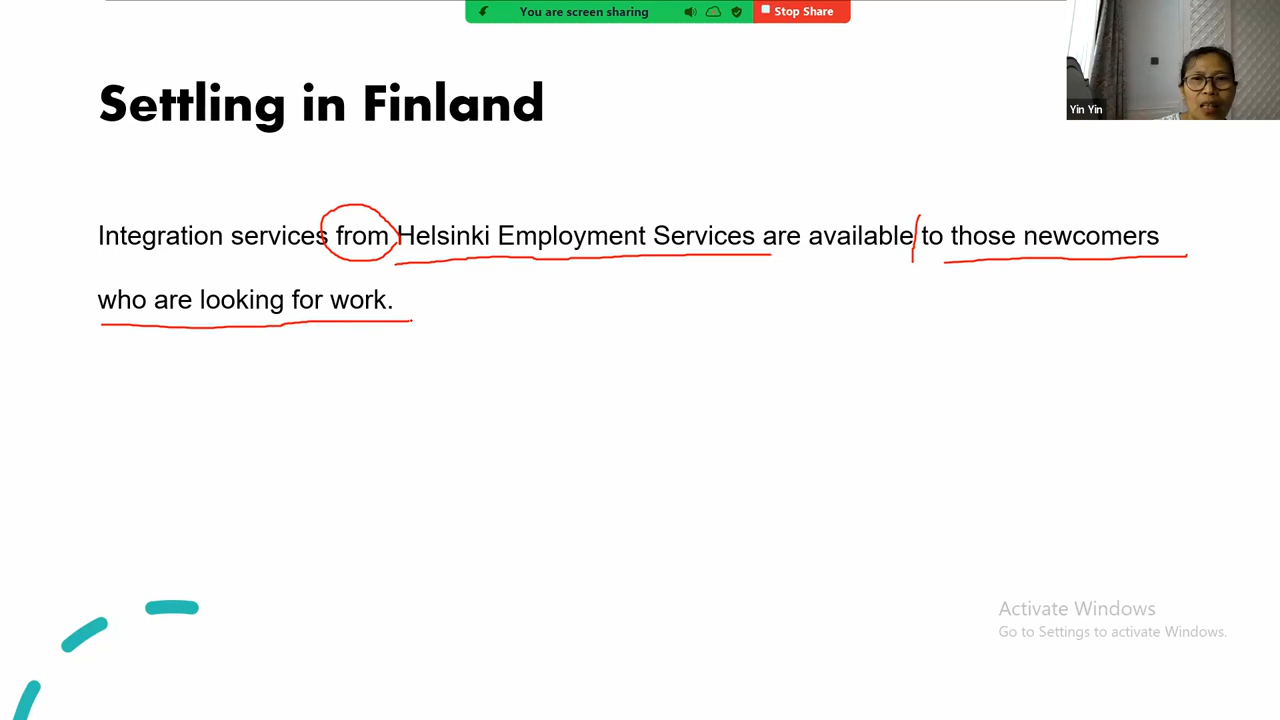 You are screen sharing
Stop Share
Yin Yin
Settling in Finland
Integration services from Helsinki Employment Services are available to those newcomers
who are looking for work.
Activate Windows
Go to Settings to activate Windows.